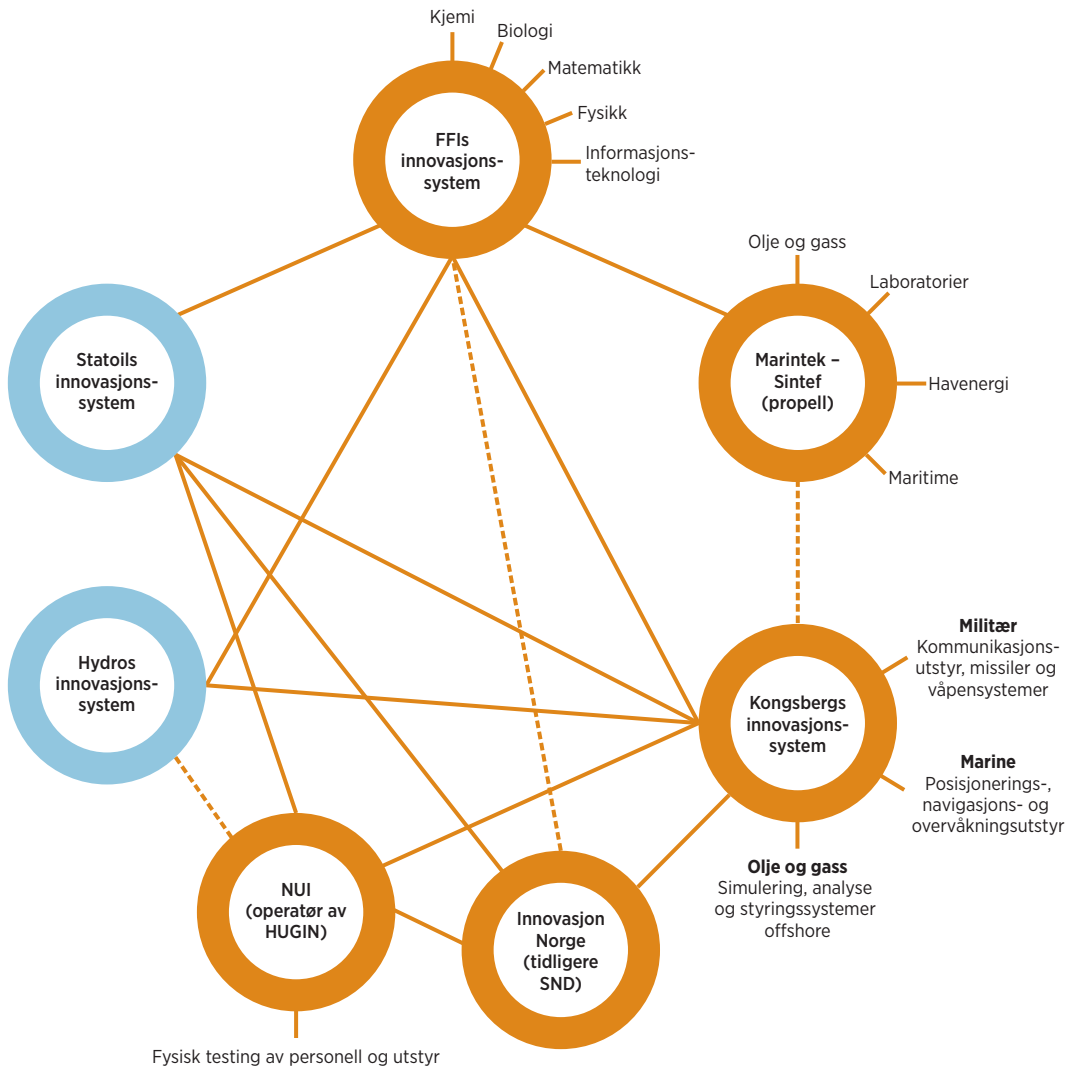 Kjemi
Biologi
Matematikk
Fysikk
Informasjons-
teknologi
FFIs
innovasjons-
system
Olje og gass
Laboratorier
Havenergi
Maritime
Marintek –
Sintef
(propell)
Statoils
innovasjons-
system
Hydros
innovasjons-
system
Kongsbergs
innovasjons-
system
Militær
Kommunikasjons-
utstyr, missiler og
våpensystemer
Marine
Posisjonerings-,
navigasjons- og
overvåkningsutstyr
Olje og gass
Simulering, analyse
og styringssystemer
offshore
NUI
(operatør av
HUGIN)
Innovasjon
Norge
(tidligere
SND)
Fysisk testing av personell og utstyr